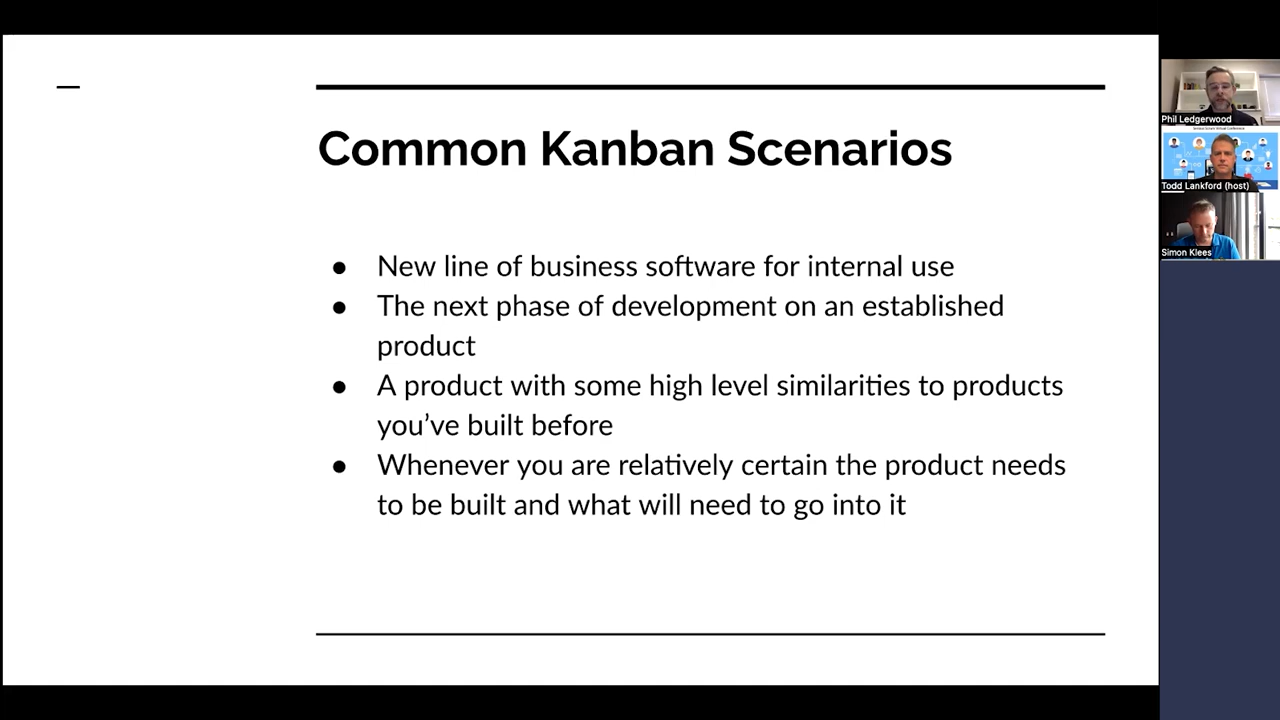 Common Kanban Scenarios
● New line of business software for internal use
● The next phase of development on an established
product
● A product with some high level similarities to products
you’ve built before
● Whenever you are relatively certain the product needs
to be built and what will need to go into it
Phil Ledgerwood
Todd Lankford (host)
Simon Klees